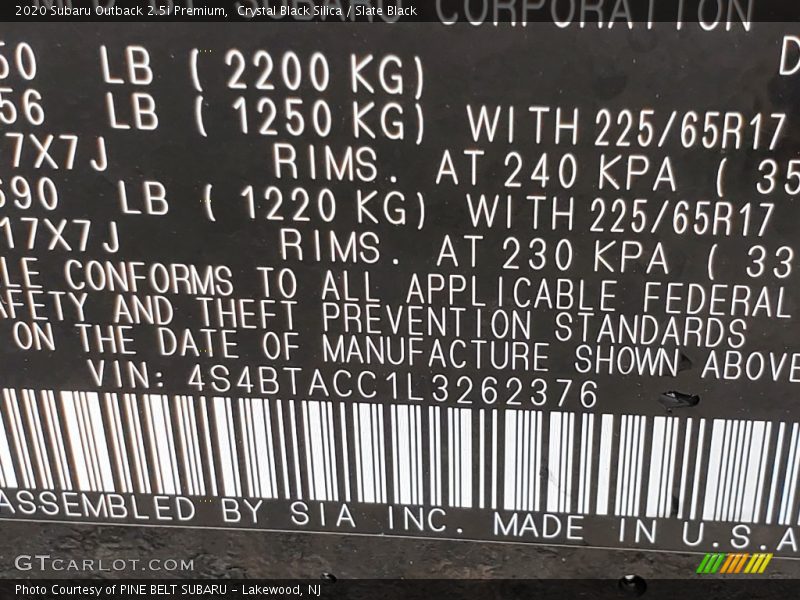 2020 Subaru Outback 2.5i Premium,  Crystal Black Silica / Slate Black
CORPORATION
50 LB ( 2200 KG)
56 LB ( 1250 KG) WITH 225/65R17
7X7J RIMS. AT 240 KPA ( 35
690 LB ( 1220 KG) WITH 225/65R17
17X7J RIMS. AT 230 KPA ( 33
LE CONFORMS TO ALL APPLICABLE FEDERAL
AFETY AND THEFT PREVENTION STANDARDS
ON THE DATE OF MANUFACTURE SHOWN ABOVE
VIN: 4S4BTACC1L3262376
ASSEMBLED BY SIA INC. MADE IN U.S.A
GTcarlot.com
Photo Courtesy of PINE BELT SUBARU - Lakewood, NJ